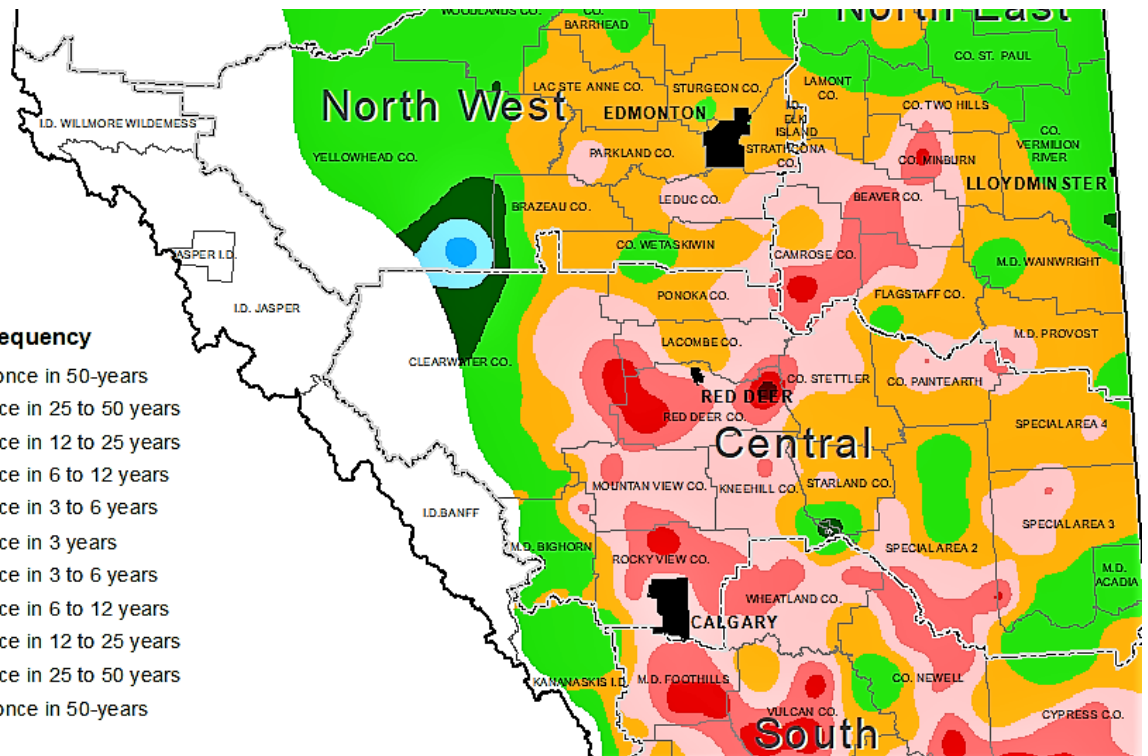 WOODLANDS CO.
CO.
BARRHEAD
North East
CO. ST. PAUL
LAC STE ANNE CO.
STURGEON CO.
LAMONT
CO.
North West
EDMONTON
CO. TWO HILLS
I.D.
ELK
ISLAND
I.D. WILLMORE WILDERNESS
CO.
VERMILION
RIVER
YELLOWHEAD CO.
PARKLAND CO.
STRATHCONA
CO.
CO. MINBURN
LLOYDMINSTER
BRAZEAU CO.
LEDUC CO.
BEAVER CO.
CO. WETASKIWIN
CAMROSE CO.
M.D. WAINWRIGHT
JASPER I.D.
I.D. JASPER
PONOKA CO.
FLAGSTAFF CO.
equency
LACOMBE CO.
M.D. PROVOST
CLEARWATER CO.
once in 50-years
CO. STETTLER
CO. PAINTEARTH
RED DEER
ce in 25 to 50 years
RED DEER CO.
SPECIAL AREA 4
ce in 12 to 25 years
Central
ce in 6 to 12 years
MOUNTAIN VIEW CO.
KNEEHILL CO.
STARLAND CO.
ce in 3 to 6 years
I.D.BANFF
SPECIAL AREA 3
ce in 3 years
M.D. BIGHORN
ROCKY VIEW CO.
SPECIAL AREA 2
ce in 3 to 6 years
M.D.
ACADIA
ce in 6 to 12 years
WHEATLAND CO.
CALGARY
ce in 12 to 25 years
ce in 25 to 50 years
KANANASKIS I.D.
M.D. FOOTHILLS
CO. NEWELL
once in 50-years
VULCAN CO.
CYPRESS CO.
South